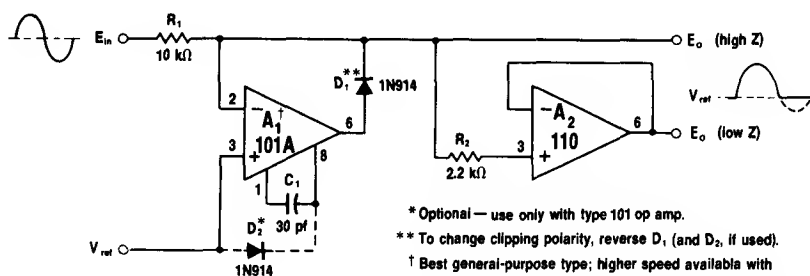 R1
10 kΩ
Ein
Eo (high Z)
D1**
1N914
2
−
A1†
101A
3
+
6
8
1
C1
30 pf
D2*
1N914
Vref
R2
2.2 kΩ
3
−
A2
110
+
6
Vref
Eo (low Z)
* Optional — use only with type 101 op amp.
** To change clipping polarity, reverse D1 (and D2, if used).
† Best general-purpose type; higher speed availabla with